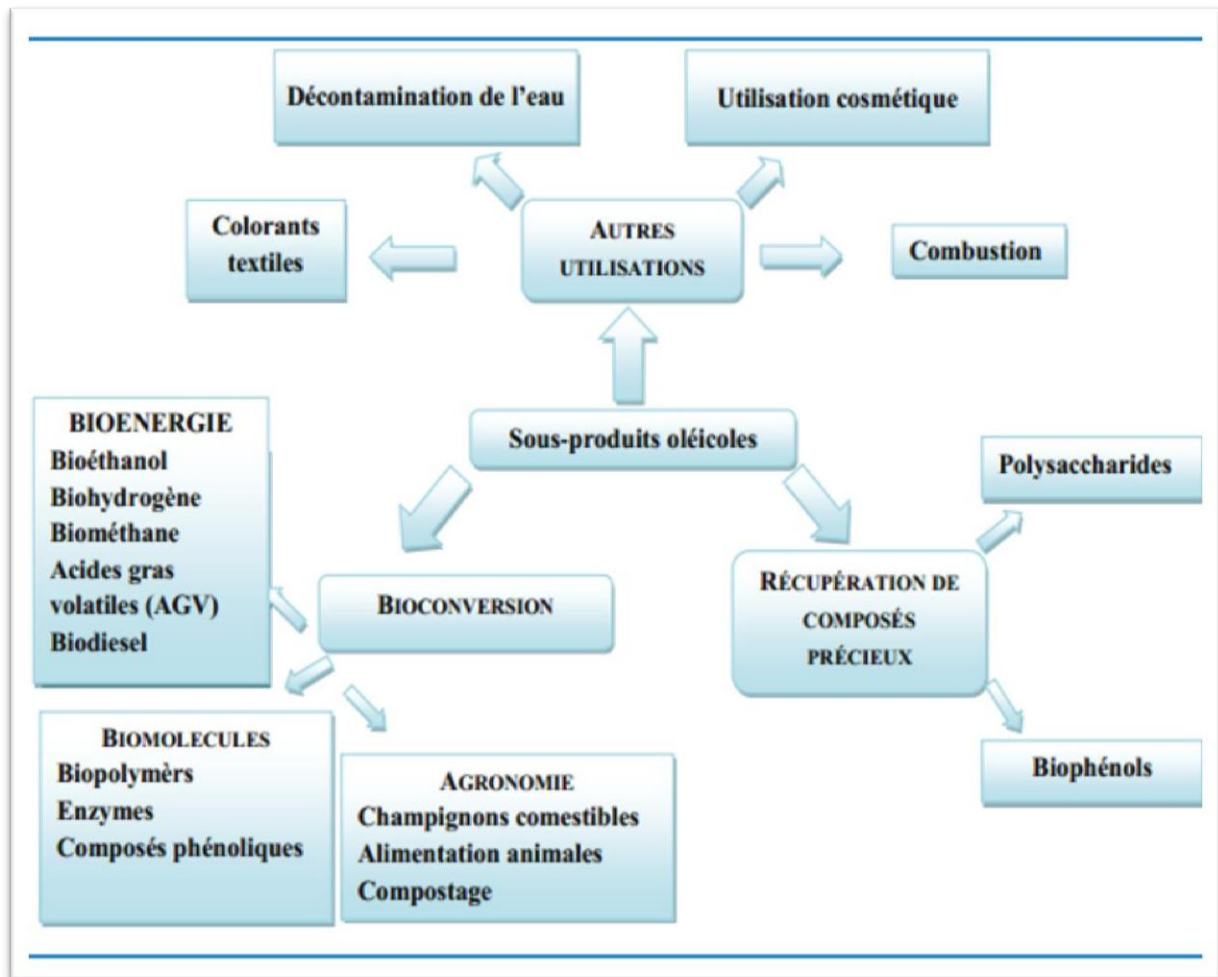 Décontamination de l'eau
Utilisation cosmétique
Colorants
textiles
AUTRES
UTILISATIONS
Combustion
Sous-produits oléicoles
BIOENERGIE
Bioéthanol
Biohydrogène
Biométhane
Acides gras
volatiles (AGV)
Biodiesel
BIOCONVERSION
Polysaccharides
RÉCUPÉRATION DE
COMPOSÉS
PRÉCIEUX
Biophénols
BIOMOLECULES
Biopolymèrs
Enzymes
Composés phénoliques
AGRONOMIE
Champignons comestibles
Alimentation animales
Compostage